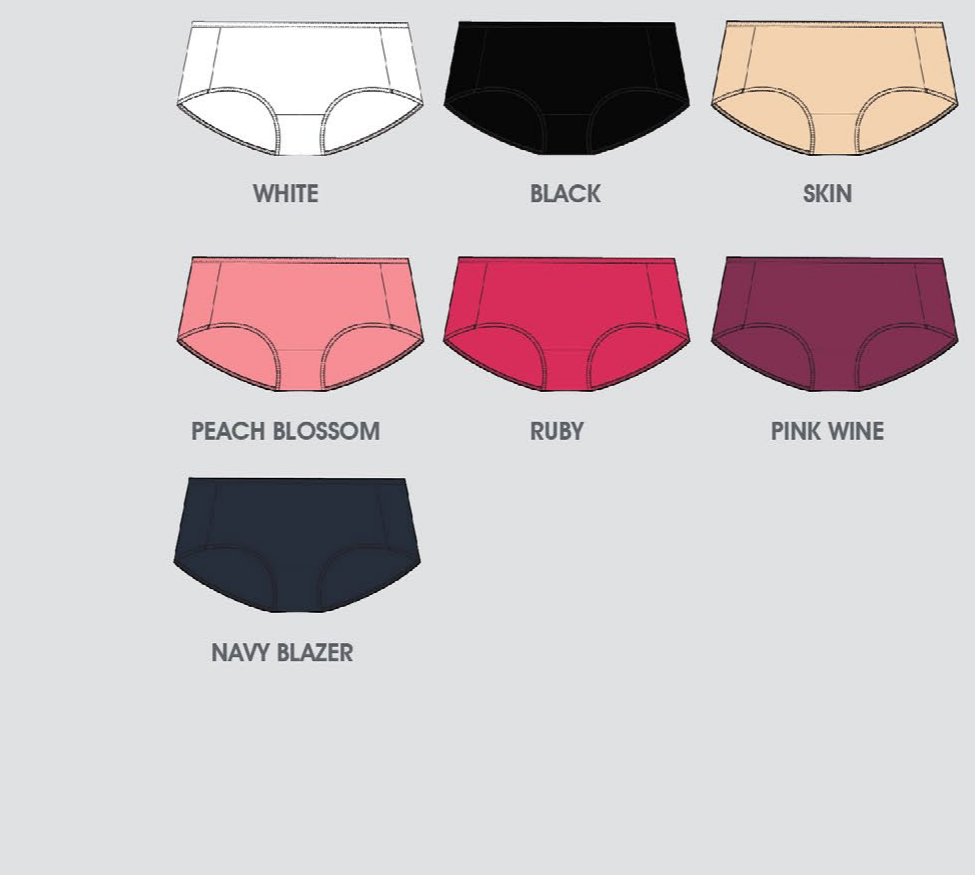 WHITE
BLACK
SKIN
PEACH BLOSSOM
RUBY
PINK WINE
NAVY BLAZER